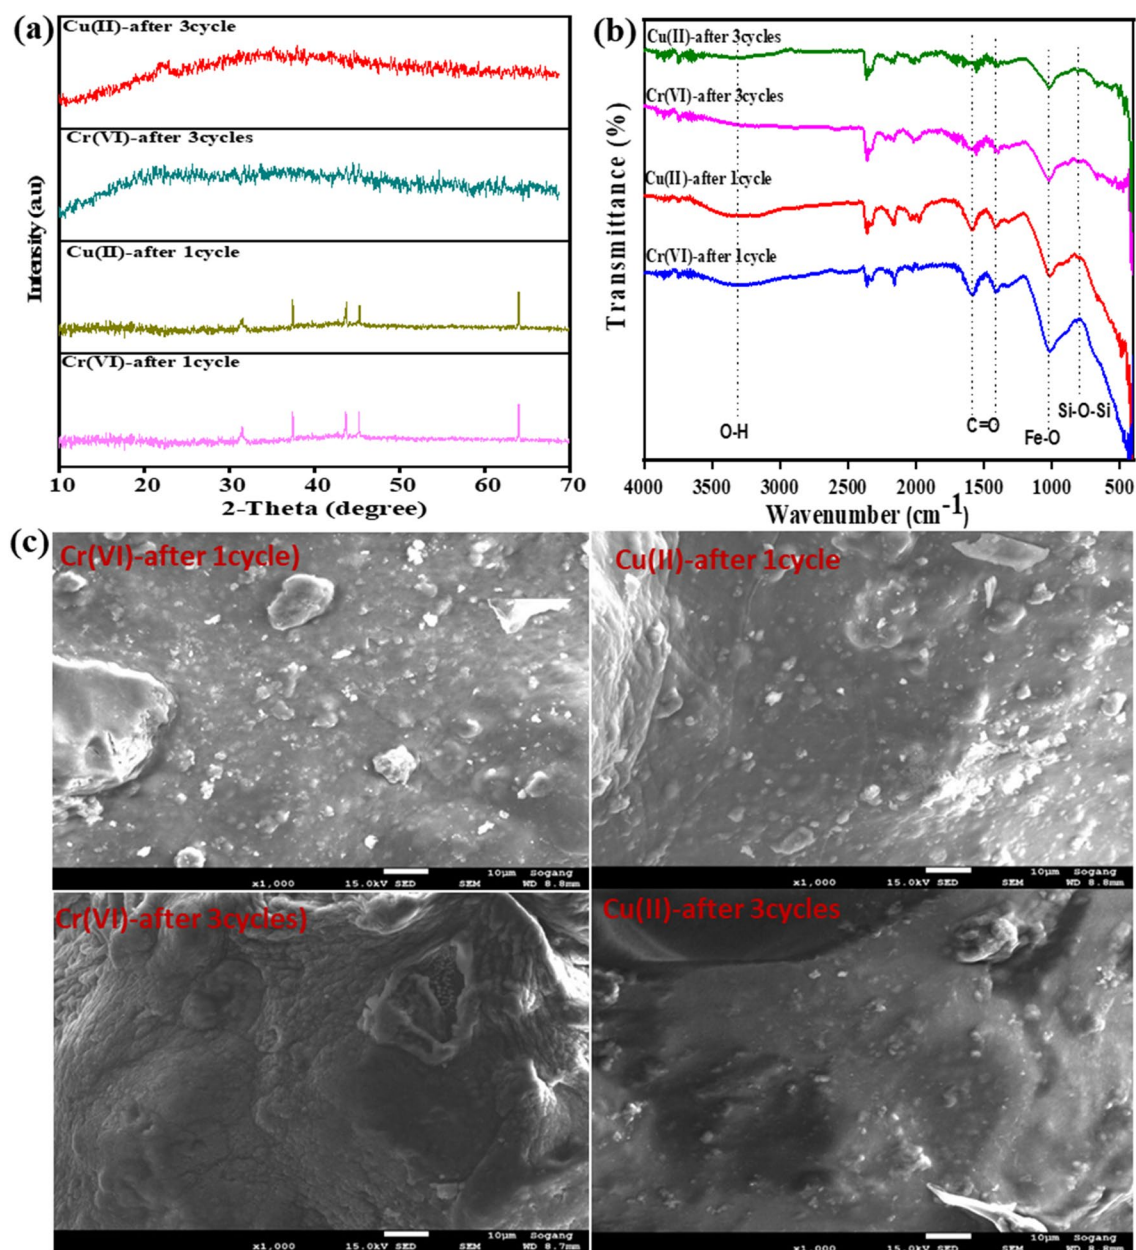 (a)
Cu(II)-after 3cycle
Cr(VI)-after 3cycles
Cu(II)-after 1cycle
Cr(VI)-after 1cycle
Intensity (au)
10 20 30 40 50 60 70
2-Theta (degree)
(b)
Cu(II)-after 3cycles
Cr(VI)-after 3cycles
Cu(II)-after 1cycle
Cr(VI)-after 1cycle
O-H
C=O
Fe-O
Si-O-Si
Transmittance (%)
4000 3500 3000 2500 2000 1500 1000 500
Wavenumber (cm-1)
(c)
Cr(VI)-after 1cycle)
10µm Sogang
x1,000 15.0kV SED SEM WD 8.8mm
Cu(II)-after 1cycle
10µm Sogang
x1,000 15.0kV SED SEM WD 8.8mm
Cr(VI)-after 3cycles)
10µm Sogang
x1,000 15.0kV SED SEM WD 8.7mm
Cu(II)-after 3cycles
10µm Sogang
x1,000 15.0kV SED SEM WD 8.8mm